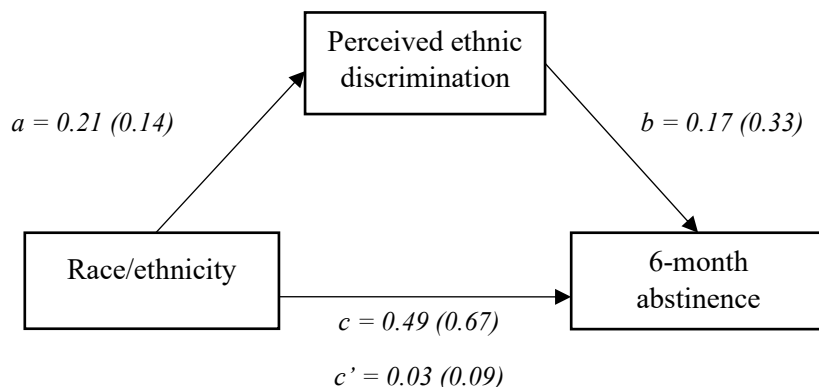 Perceived ethnic
discrimination
a = 0.21 (0.14)
b = 0.17 (0.33)
Race/ethnicity
6-month
abstinence
c = 0.49 (0.67)
c’ = 0.03 (0.09)